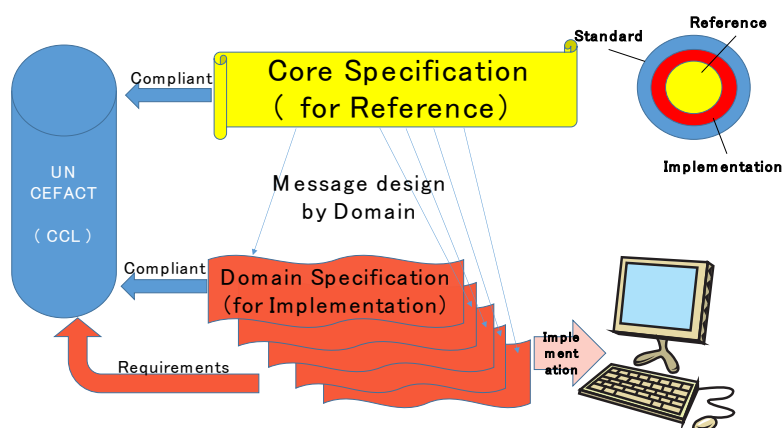 Standard
Reference
Implementation
Compliant
Core Specification
( for Reference)
UN
CEFACT
( CCL )
Message design
by Domain
Compliant
Domain Specification
(for Implementation)
Requirements
Imple
ment
ation